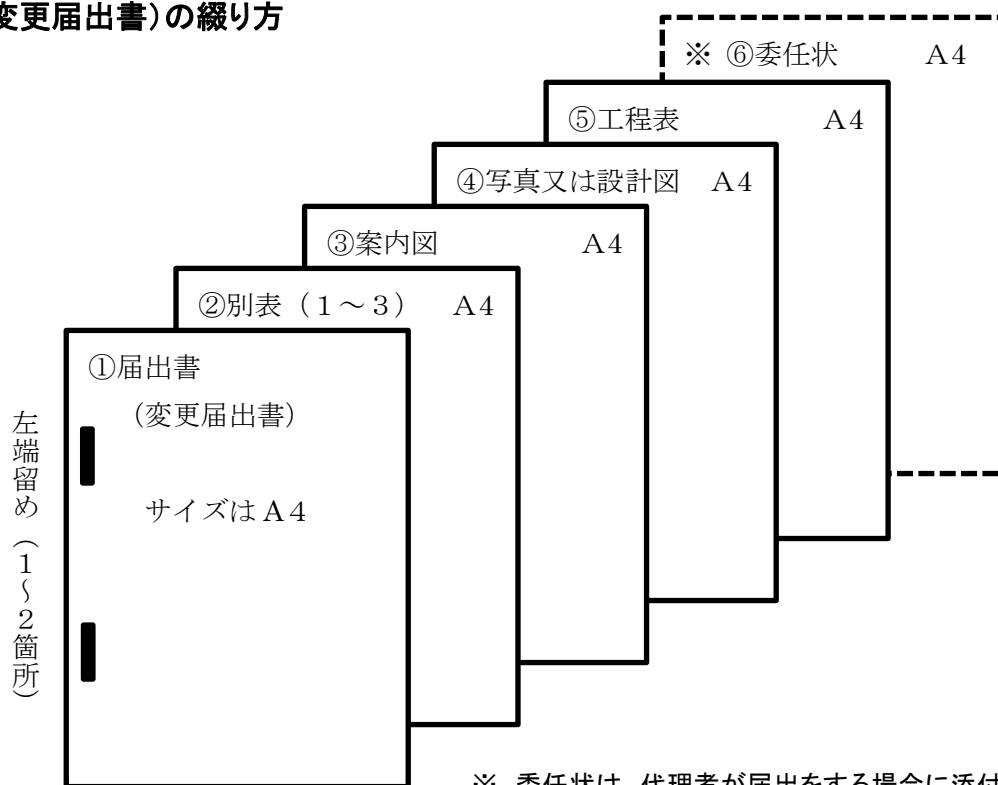 変更届出書)の綴り方
※ ⑥委任状 A4
⑤工程表 A4
④写真又は設計図 A4
③案内図 A4
②別表（1～3） A4
①届出書
（変更届出書）
サイズはA4
左端留め（1～2箇所）
※ 委任状は、代理者が届出をする場合に添付